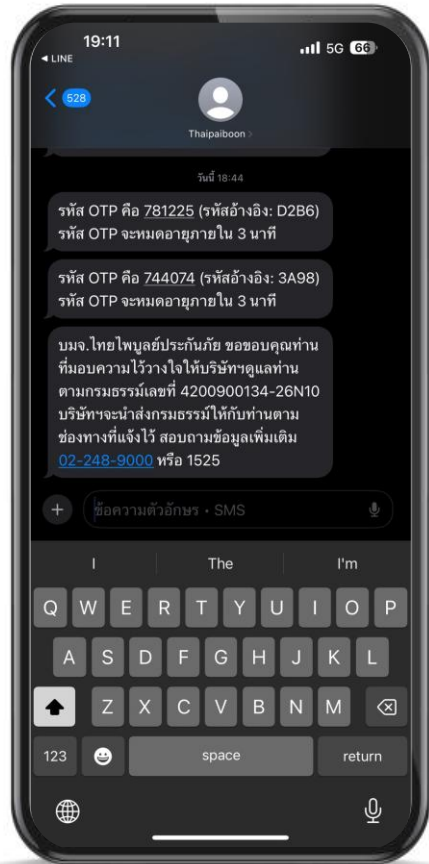 19:11
5G 66
◀ LINE
528
Thaipaiboon >
วันนี้ 18:44
รหัส OTP คือ 781225 (รหัสอ้างอิง: D2B6)
รหัส OTP จะหมดอายุภายใน 3 นาที
รหัส OTP คือ 744074 (รหัสอ้างอิง: 3A98)
รหัส OTP จะหมดอายุภายใน 3 นาที
บมจ.ไทยไพบูลย์ประกันภัย ขอขอบคุณท่าน
ที่มอบความไว้วางใจให้บริษัทฯดูแลท่าน
ตามกรมธรรม์เลขที่ 4200900134-26N10
บริษัทฯจะนำส่งกรมธรรม์ให้กับท่านตาม
ช่องทางที่แจ้งไว้ สอบถามข้อมูลเพิ่มเติม
02-248-9000 หรือ 1525
ข้อความตัวอักษร • SMS
I The I'm
Q W E R T Y U I O P
A S D F G H J K L
Z X C V B N M
123 space return